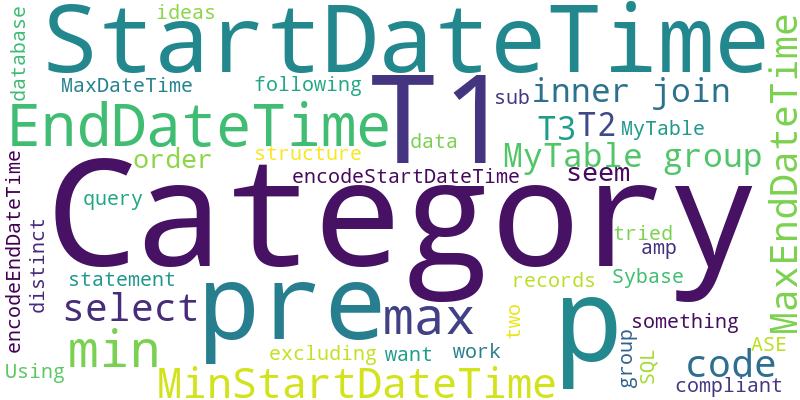 ideas
StartDateTime
database
MaxDateTime
following
T1
sub
inner join
MaxEndDateTime
EndDateTime
T3
T2
MyTable
data
order
structure
MyTable group
encodeStartDateTime
seem
encodeEndDateTime
Category
query
distinct
tried
amp
statement
pre
p
records
Sybase
select
max
two
something
min
excluding
want
work
group
SQL
ASE
code
Using
MinStartDateTime
compliant